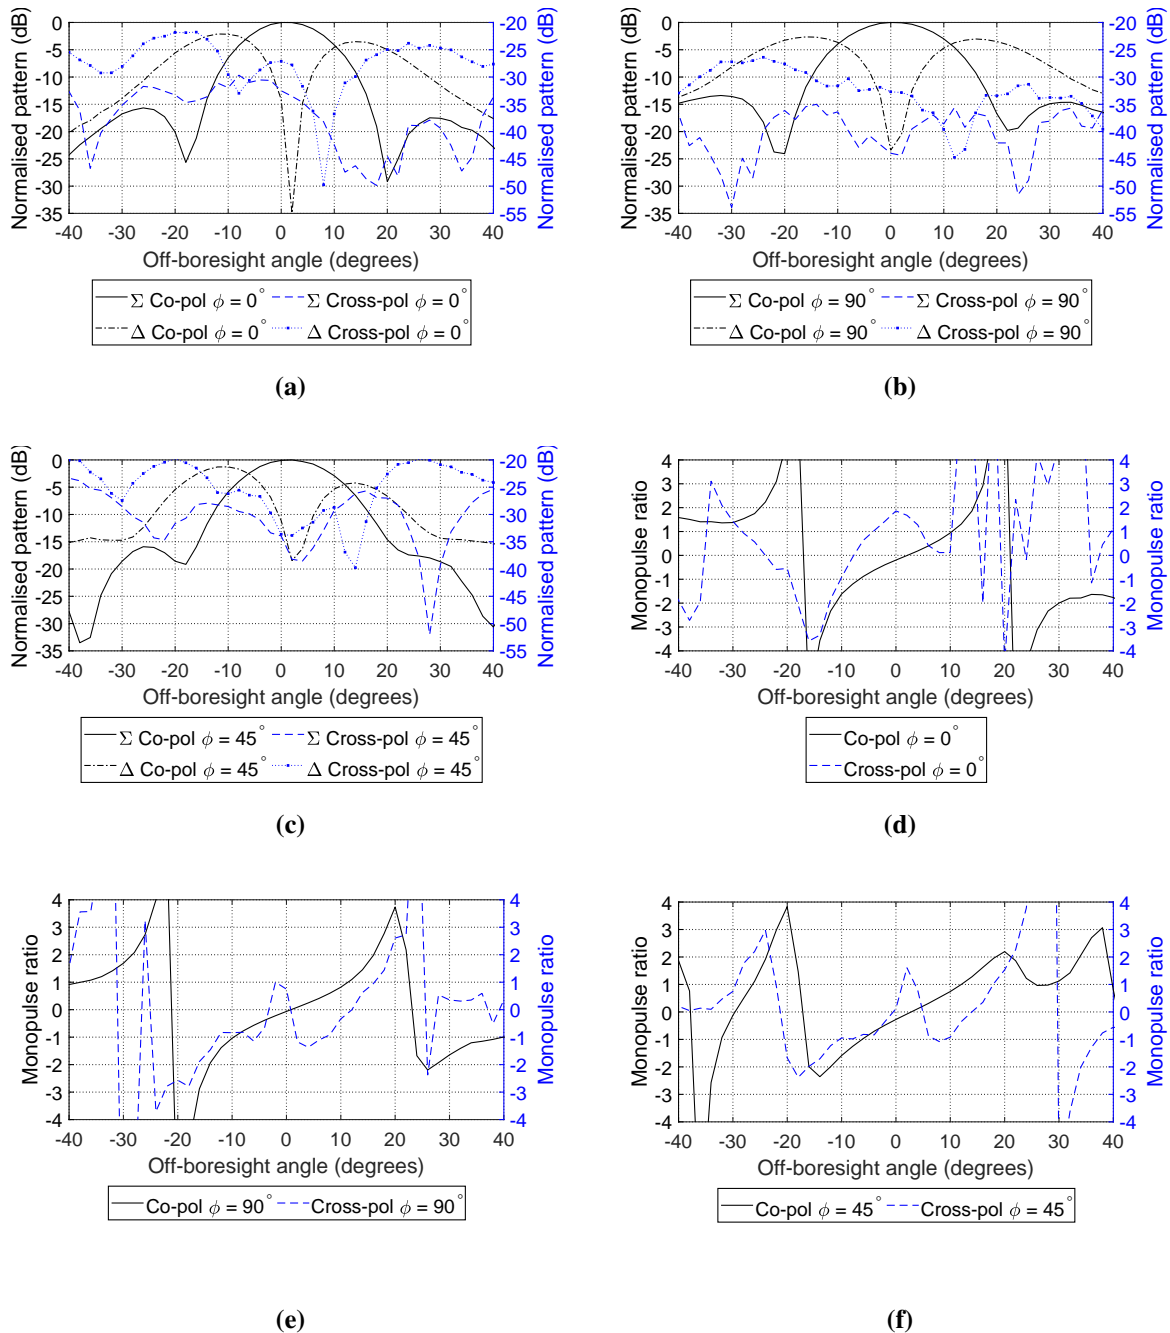 Normalised pattern (dB)
0
-5
-10
-15
-20
-25
-30
-35
-20
-25
-30
-35
-40
-45
-50
-55
Normalised pattern (dB)
-40 -30 -20 -10 0 10 20 30 40
Off-boresight angle (degrees)
Σ Co-pol ϕ = 0° Σ Cross-pol ϕ = 0°
Δ Co-pol ϕ = 0° Δ Cross-pol ϕ = 0°
(a)
Normalised pattern (dB)
0
-5
-10
-15
-20
-25
-30
-35
-20
-25
-30
-35
-40
-45
-50
-55
Normalised pattern (dB)
-40 -30 -20 -10 0 10 20 30 40
Off-boresight angle (degrees)
Σ Co-pol ϕ = 90° Σ Cross-pol ϕ = 90°
Δ Co-pol ϕ = 90° Δ Cross-pol ϕ = 90°
(b)
Normalised pattern (dB)
0
-5
-10
-15
-20
-25
-30
-35
-20
-25
-30
-35
-40
-45
-50
-55
Normalised pattern (dB)
-40 -30 -20 -10 0 10 20 30 40
Off-boresight angle (degrees)
Σ Co-pol ϕ = 45° Σ Cross-pol ϕ = 45°
Δ Co-pol ϕ = 45° Δ Cross-pol ϕ = 45°
(c)
Monopulse ratio
4
3
2
1
0
-1
-2
-3
-4
4
3
2
1
0
-1
-2
-3
-4
Monopulse ratio
-40 -30 -20 -10 0 10 20 30 40
Off-boresight angle (degrees)
Co-pol ϕ = 0°
Cross-pol ϕ = 0°
(d)
Monopulse ratio
4
3
2
1
0
-1
-2
-3
-4
4
3
2
1
0
-1
-2
-3
-4
Monopulse ratio
-40 -30 -20 -10 0 10 20 30 40
Off-boresight angle (degrees)
Co-pol ϕ = 90° Cross-pol ϕ = 90°
(e)
Monopulse ratio
4
3
2
1
0
-1
-2
-3
-4
4
3
2
1
0
-1
-2
-3
-4
Monopulse ratio
-40 -30 -20 -10 0 10 20 30 40
Off-boresight angle (degrees)
Co-pol ϕ = 45° Cross-pol ϕ = 45°
(f)